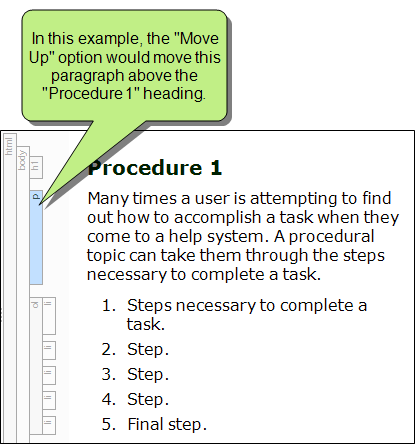 In this example, the "Move
Up" option would move this
paragraph above the
"Procedure 1" heading.
html
body
h1
p
ol
li
li
li
li
li
Procedure 1
Many times a user is attempting to find
out how to accomplish a task when they
come to a help system. A procedural
topic can take them through the steps
necessary to complete a task.
1. Steps necessary to complete a
task.
2. Step.
3. Step.
4. Step.
5. Final step.